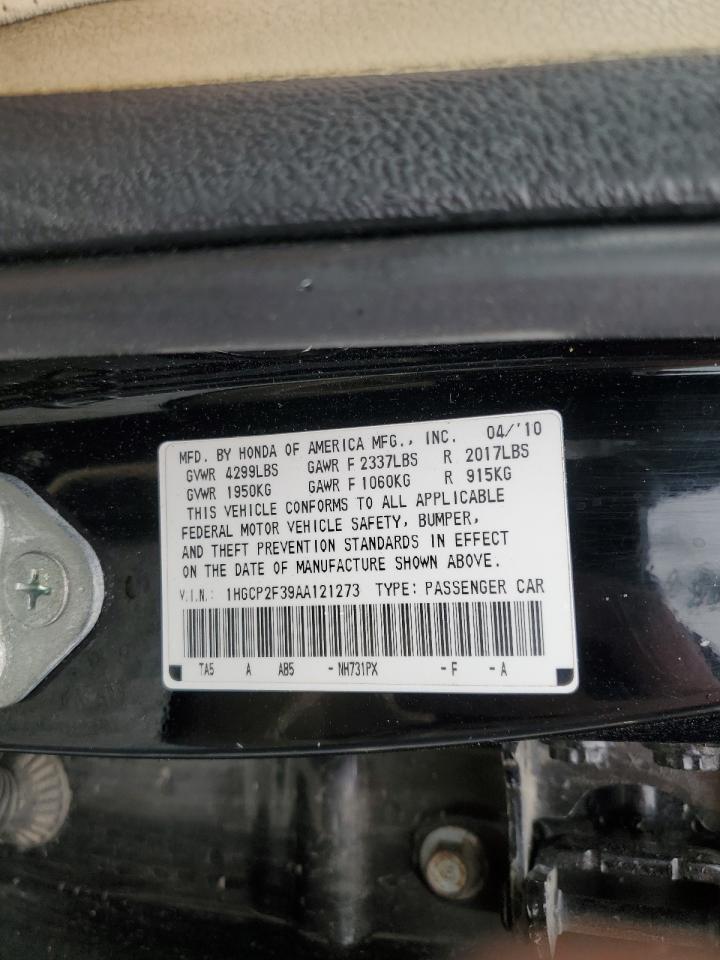 MFD. BY HONDA OF AMERICA MFG., INC. 04/'10
GVWR 4299LBS GAWR F 2337LBS R 2017LBS
GVWR 1950KG GAWR F 1060KG R 915KG
THIS VEHICLE CONFORMS TO ALL APPLICABLE
FEDERAL MOTOR VEHICLE SAFETY, BUMPER,
AND THEFT PREVENTION STANDARDS IN EFFECT
ON THE DATE OF MANUFACTURE SHOWN ABOVE.
V.I.N.: 1HGCP2F39AA121273 TYPE: PASSENGER CAR
TA5 A AB5 -NH731PX -F -A